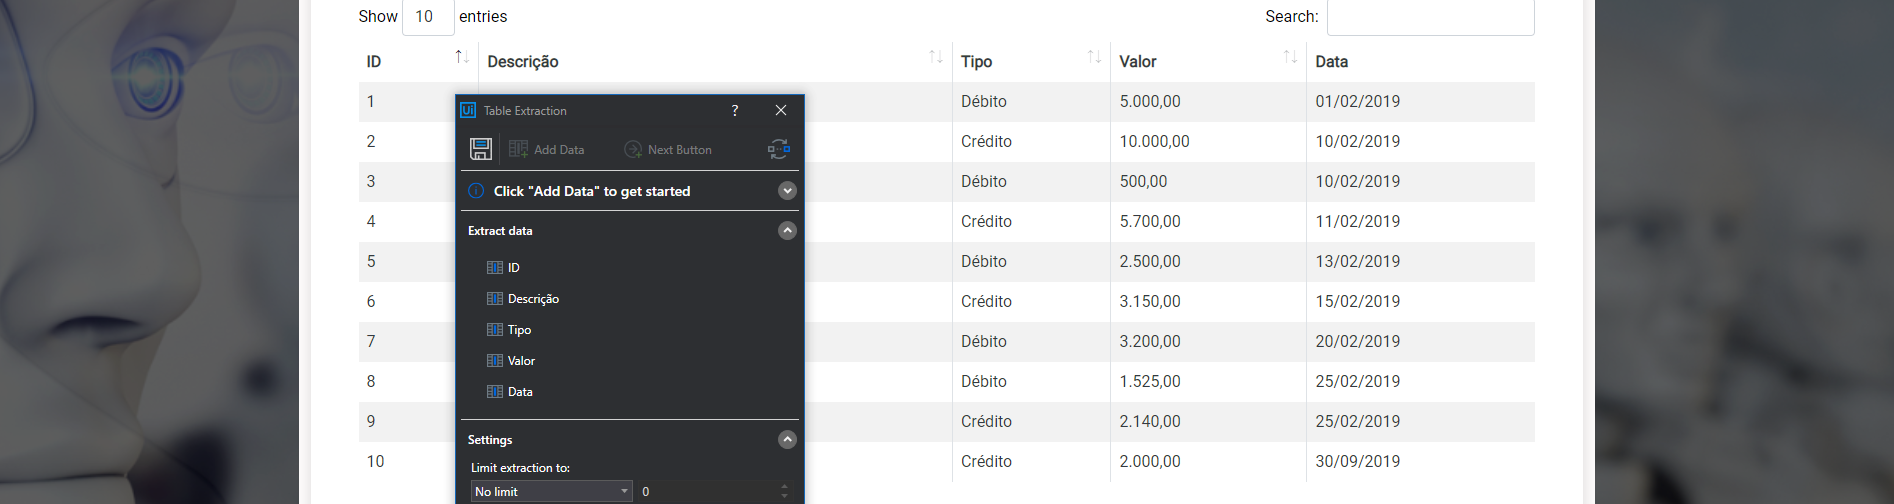 Show 10 entries Search:
ID Descrição Tipo Valor Data
1 Débito 5.000,00 01/02/2019
2 Crédito 10.000,00 10/02/2019
3 Débito 500,00 10/02/2019
4 Crédito 5.700,00 11/02/2019
5 Débito 2.500,00 13/02/2019
6 Crédito 3.150,00 15/02/2019
7 Débito 3.200,00 20/02/2019
8 Débito 1.525,00 25/02/2019
9 Crédito 2.140,00 25/02/2019
10 Crédito 2.000,00 30/09/2019
Ui Table Extraction ?
Add Data Next Button
Click "Add Data" to get started
Extract data
ID
Descrição
Tipo
Valor
Data
Settings
Limit extraction to:
No limit 0